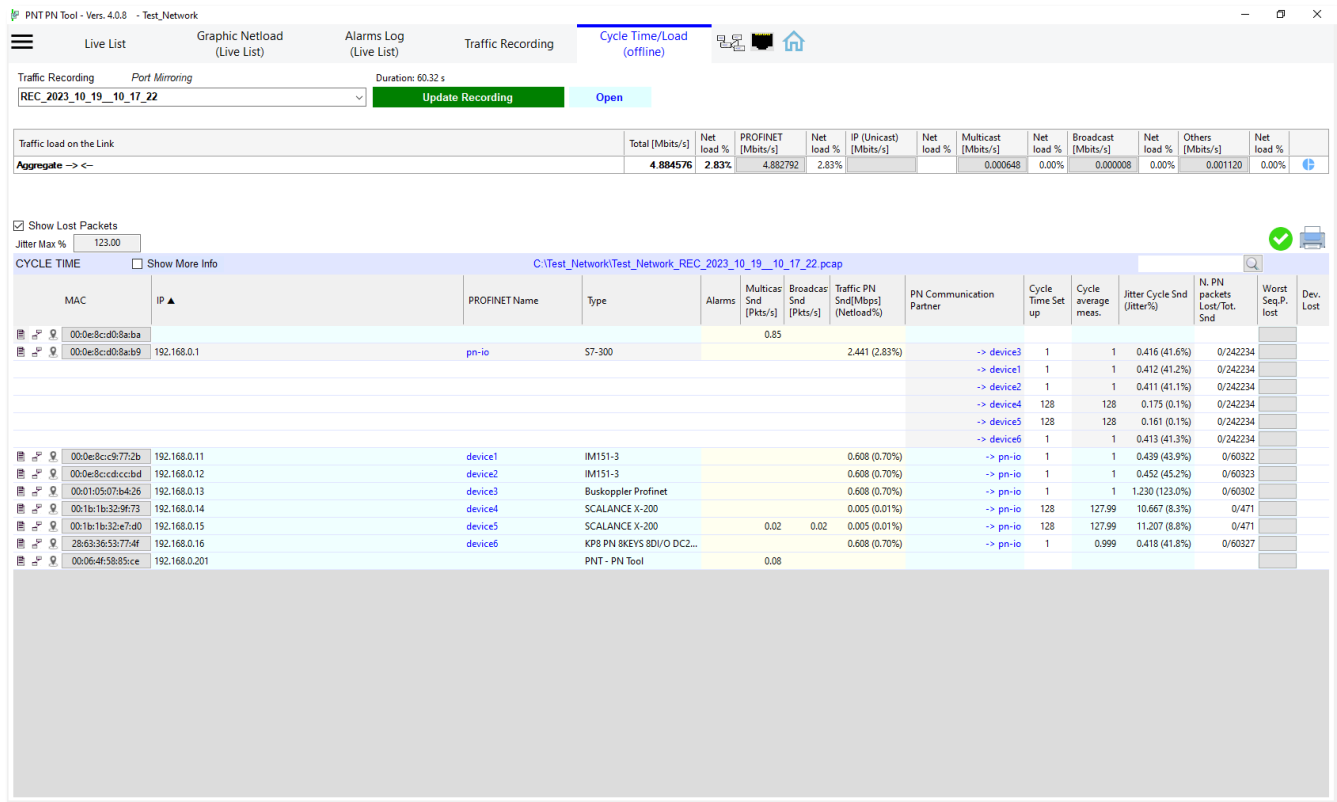 PNT PN Tool - Vers. 4.0.8 - Test_Network
Live List
Graphic Netload
(Live List)
Alarms Log
(Live List)
Traffic Recording
Cycle Time/Load
(offline)
Traffic Recording Port Mirroring Duration: 60.32 s
REC_2023_10_19__10_17_22 Update Recording Open
Traffic load on the Link Total [Mbits/s] Net load % PROFINET [Mbits/s] Net load % IP (Unicast) [Mbits/s] Net load % Multicast [Mbits/s] Net load % Broadcast [Mbits/s] Net load % Others [Mbits/s] Net load %
Aggregate --> <-- 4.884576 2.83% 4.882792 2.83% 0.000648 0.00% 0.000008 0.00% 0.001120 0.00%
Show Lost Packets
Jitter Max % 123.00
CYCLE TIME Show More Info C:\Test_Network\Test_Network_REC_2023_10_19__10_17_22.pcap
MAC IP ▲ PROFINET Name Type Alarms Multicas Snd [Pkts/s] Broadcas Snd [Pkts/s] Traffic PN Snd[Mbps] (Netload%) PN Communication Partner Cycle Time Set up Cycle average meas. Jitter Cycle Snd (Jitter%) N. PN packets Lost/Tot. Snd Worst Seq.P. lost Dev. Lost
00:0e:8c:d0:8a:ba 0.85
00:0e:8c:d0:8a:b9 192.168.0.1 pn-io S7-300 2.441 (2.83%) -> device3 1 1 0.416 (41.6%) 0/242234
-> device1 1 1 0.412 (41.2%) 0/242234
-> device2 1 1 0.411 (41.1%) 0/242234
-> device4 128 128 0.175 (0.1%) 0/242234
-> device5 128 128 0.161 (0.1%) 0/242234
-> device6 1 1 0.413 (41.3%) 0/242234
00:0e:8c:c9:77:2b 192.168.0.11 device1 IM151-3 0.608 (0.70%) -> pn-io 1 1 0.439 (43.9%) 0/60322
00:0e:8c:cd:cc:bd 192.168.0.12 device2 IM151-3 0.608 (0.70%) -> pn-io 1 1 0.452 (45.2%) 0/60323
00:01:05:07:b4:26 192.168.0.13 device3 Buskoppler Profinet 0.608 (0.70%) -> pn-io 1 1 1.230 (123.0%) 0/60302
00:1b:1b:32:9f:73 192.168.0.14 device4 SCALANCE X-200 0.005 (0.01%) -> pn-io 128 127.99 10.667 (8.3%) 0/471
00:1b:1b:32:e7:d0 192.168.0.15 device5 SCALANCE X-200 0.02 0.02 0.005 (0.01%) -> pn-io 128 127.99 11.207 (8.8%) 0/471
28:63:36:53:77:4f 192.168.0.16 device6 KP8 PN 8KEYS 8DI/O DC2... 0.608 (0.70%) -> pn-io 1 0.999 0.418 (41.8%) 0/60327
00:06:4f:58:85:ce 192.168.0.201 PNT - PN Tool 0.08